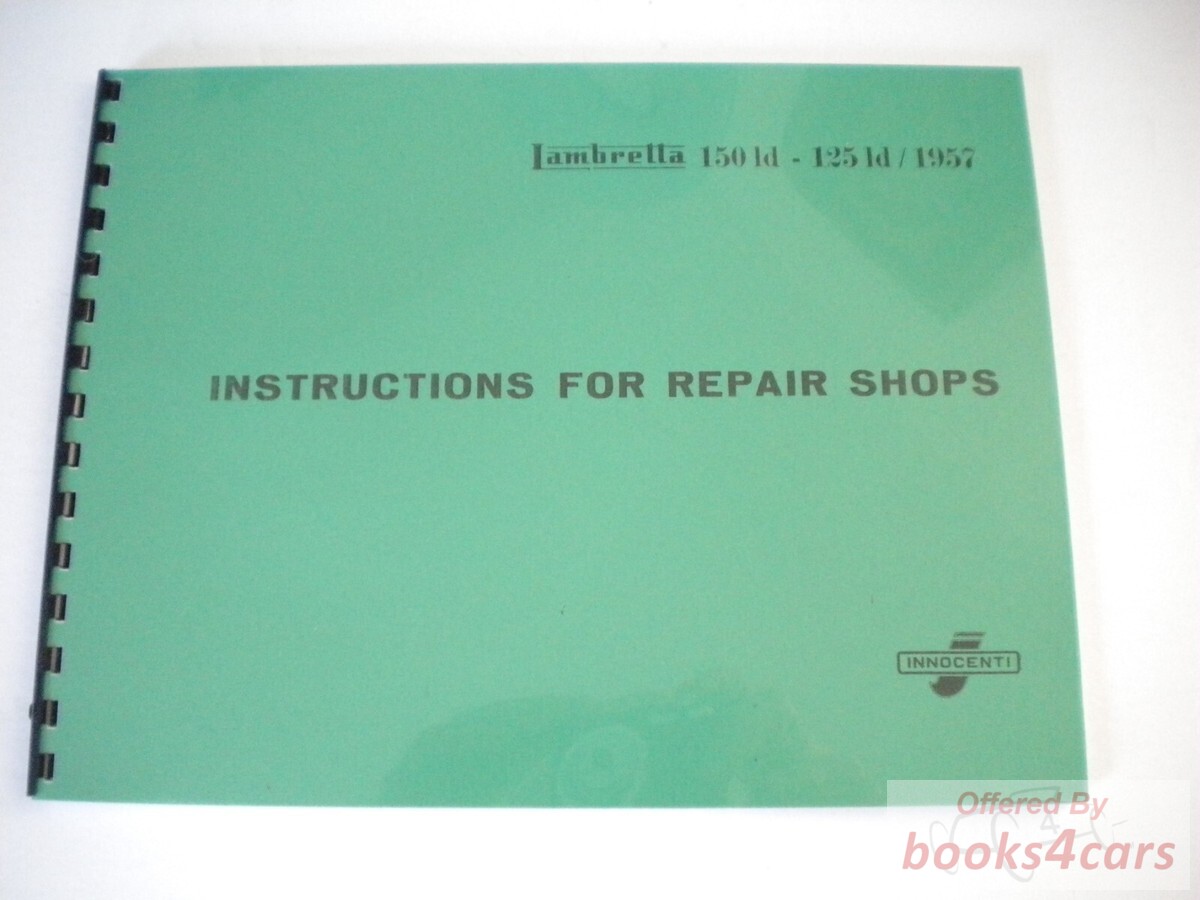 Lambretta 150 ld - 125 ld / 1957
INSTRUCTIONS FOR REPAIR SHOPS
INNOCENTI
Offered By
books4cars